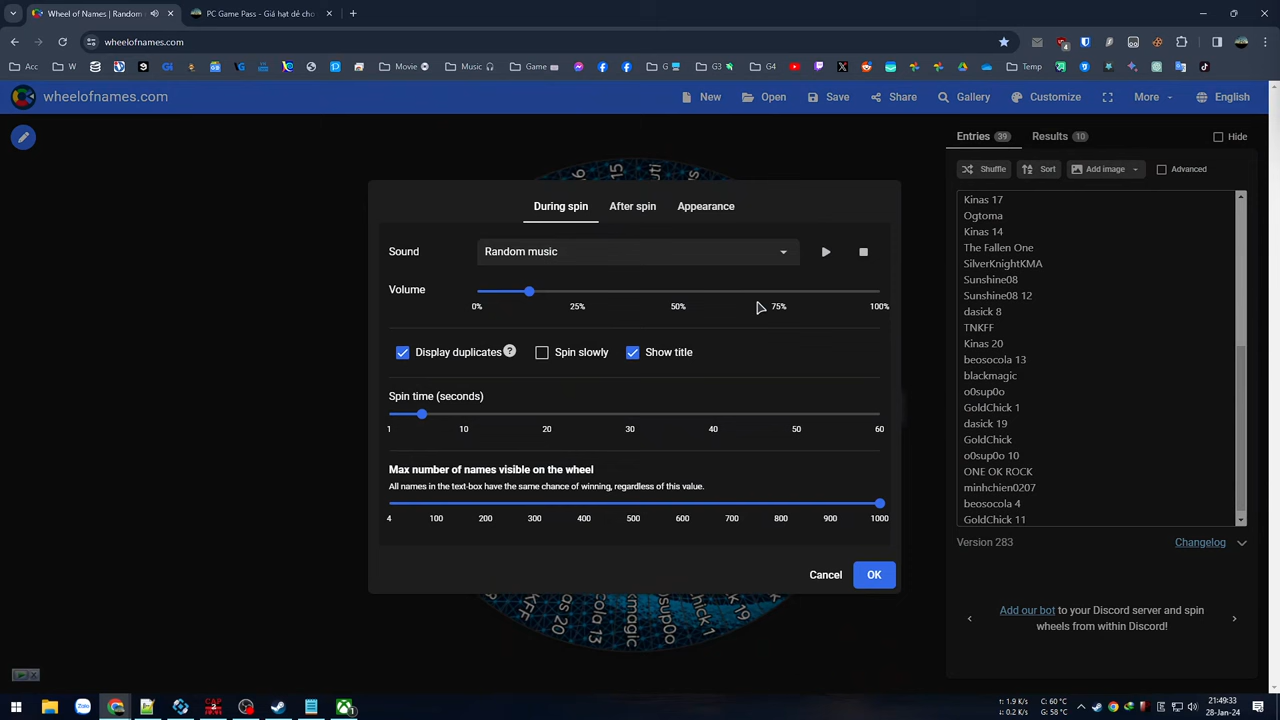 Wheel of Names | Random
PC Game Pass - Giá hạt dẻ cho
wheelofnames.com
Acc
W
Movie
Music
Game
G
G3
G4
Temp
wheelofnames.com
New
Open
Save
Share
Gallery
Customize
More
English
Entries 39
Results 10
Hide
Shuffle
Sort
Add image
Advanced
Kinas 17
Ogtoma
Kinas 14
The Fallen One
SilverKnightKMA
Sunshine08
Sunshine08 12
dasick 8
TNKFF
Kinas 20
beosocola 13
blackmagic
o0sup0o
GoldChick 1
dasick 19
GoldChick
o0sup0o 10
ONE OK ROCK
minhchien0207
beosocola 4
GoldChick 11
During spin
After spin
Appearance
Sound
Random music
Volume
0%
25%
50%
75%
100%
Display duplicates
Spin slowly
Show title
Spin time (seconds)
1
10
20
30
40
50
60
Max number of names visible on the wheel
All names in the text-box have the same chance of winning, regardless of this value.
4
100
200
300
400
500
600
700
800
900
1000
Cancel
OK
Version 283
Changelog
Add our bot to your Discord server and spin
wheels from within Discord!
↑: 1.9 K/s
↓: 0.2 K/s
C: 60 °C
G: 58 °C
21:49:33
28-Jan-24